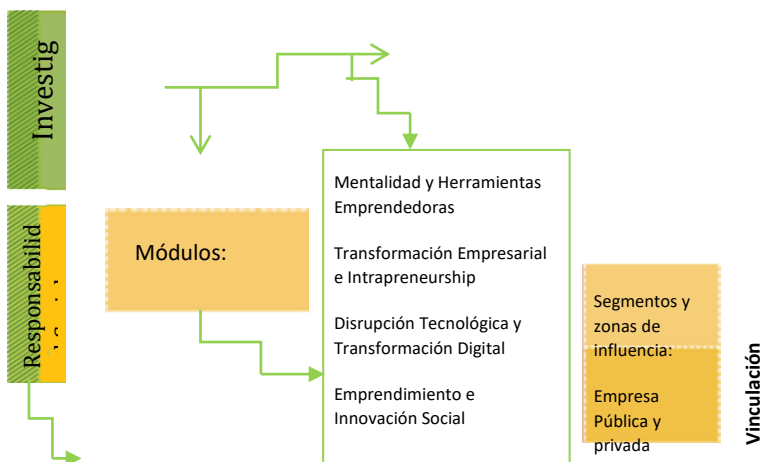 Investig
Responsabilid
Módulos:
Mentalidad y Herramientas
Emprendedoras
Transformación Empresarial
e Intrapreneurship
Disrupción Tecnológica y
Transformación Digital
Emprendimiento e
Innovación Social
Segmentos y
zonas de
influencia:
Empresa
Pública y
privada
Vinculación